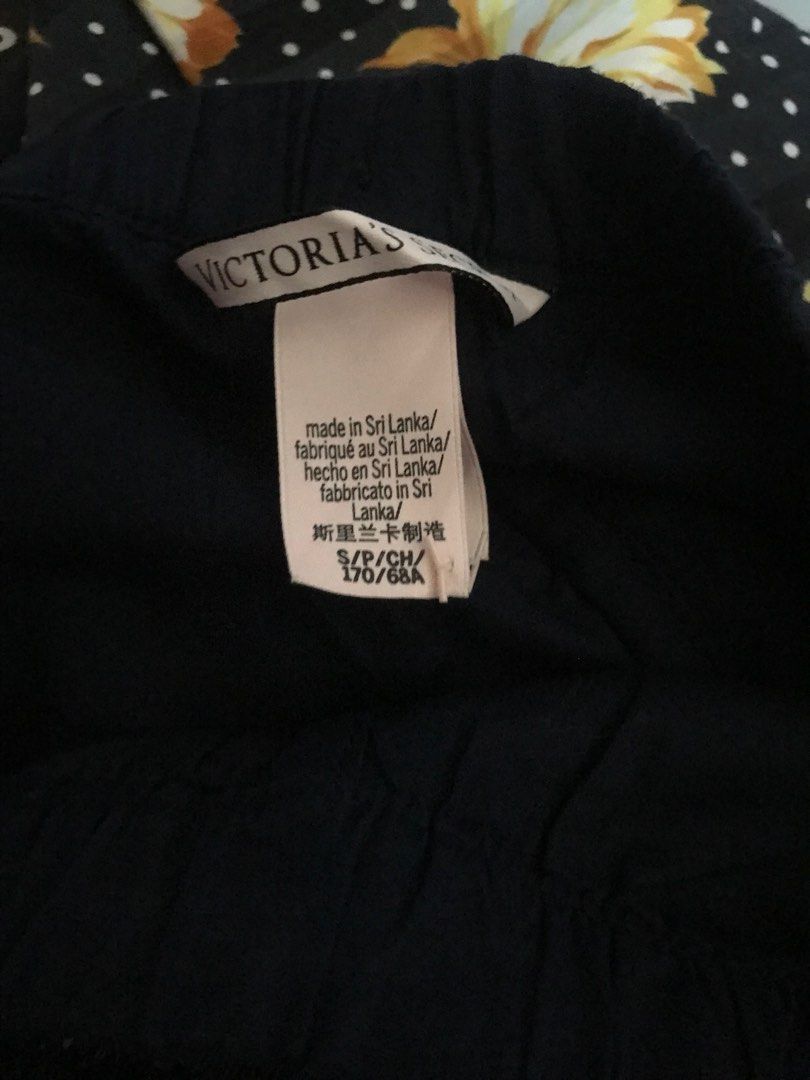 VICTORIA'S
made in Sri Lanka/
fabriqué au Sri Lanka/
hecho en Sri Lanka/
fabbricato in Sri
Lanka/
斯里兰卡制造
S/P/CH/
170/68A